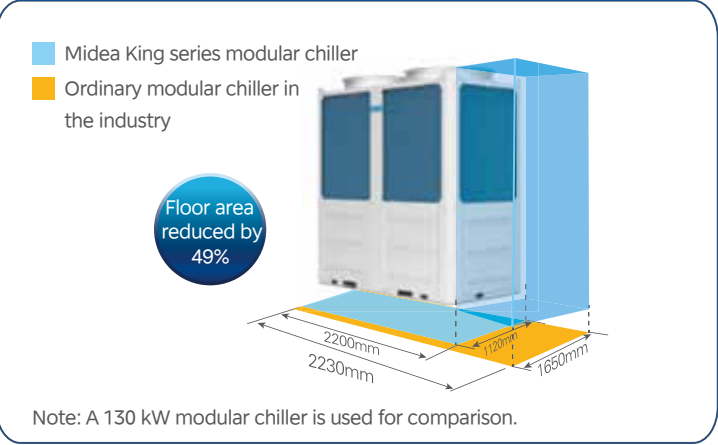 Midea King series modular chiller
Ordinary modular chiller in
the industry
Floor area
reduced by
49%
2200mm
2230mm
1120mm
1650mm
Note: A 130 kW modular chiller is used for comparison.